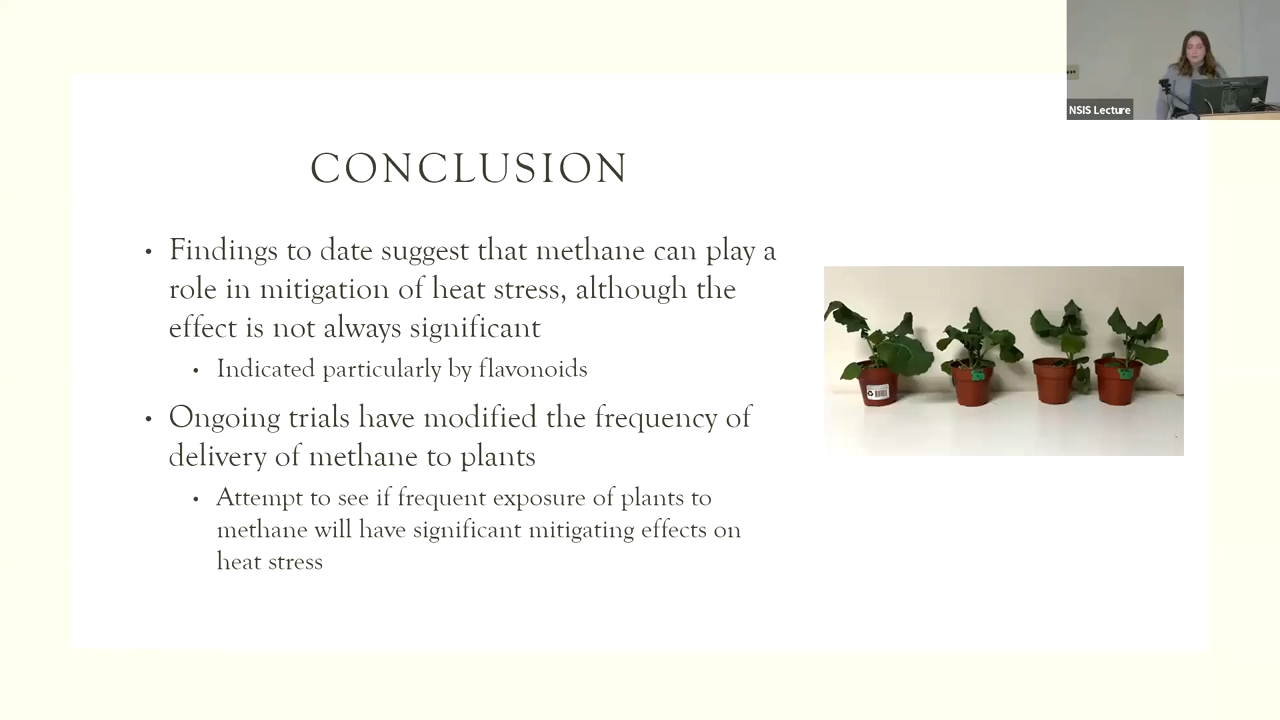 NSIS Lecture
CONCLUSION
• Findings to date suggest that methane can play a
role in mitigation of heat stress, although the
effect is not always significant
• Indicated particularly by flavonoids
• Ongoing trials have modified the frequency of
delivery of methane to plants
• Attempt to see if frequent exposure of plants to
methane will have significant mitigating effects on
heat stress